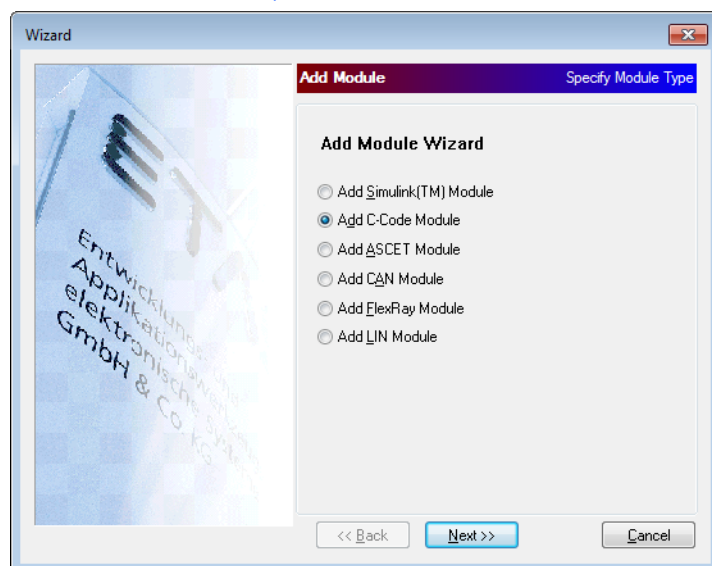 Wizard
Add Module Specify Module Type
Add Module Wizard
Add Simulink(TM) Module
Add C-Code Module
Add ASCET Module
Add CAN Module
Add FlexRay Module
Add LIN Module
ET
Entwicklungs- und
Applikationswerkzeuge
elektronische Systeme
GmbH & Co. KG
<< Back Next >> Cancel